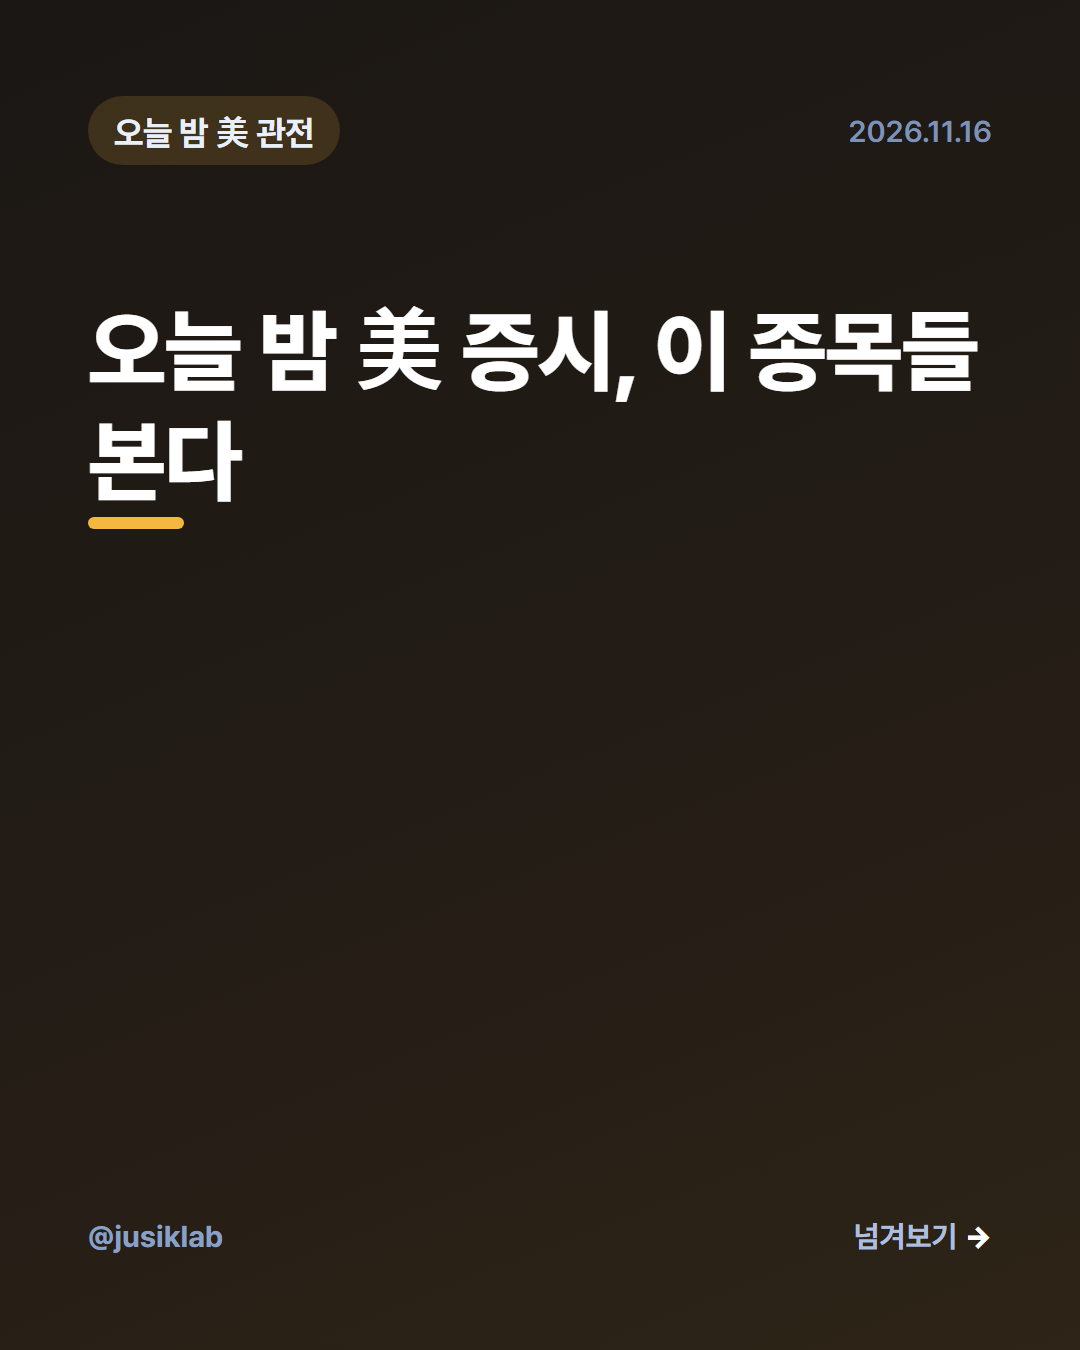 오늘 밤 美 관전
2026.11.16
오늘 밤 美 증시, 이 종목들
본다
@jusiklab
넘겨보기 →